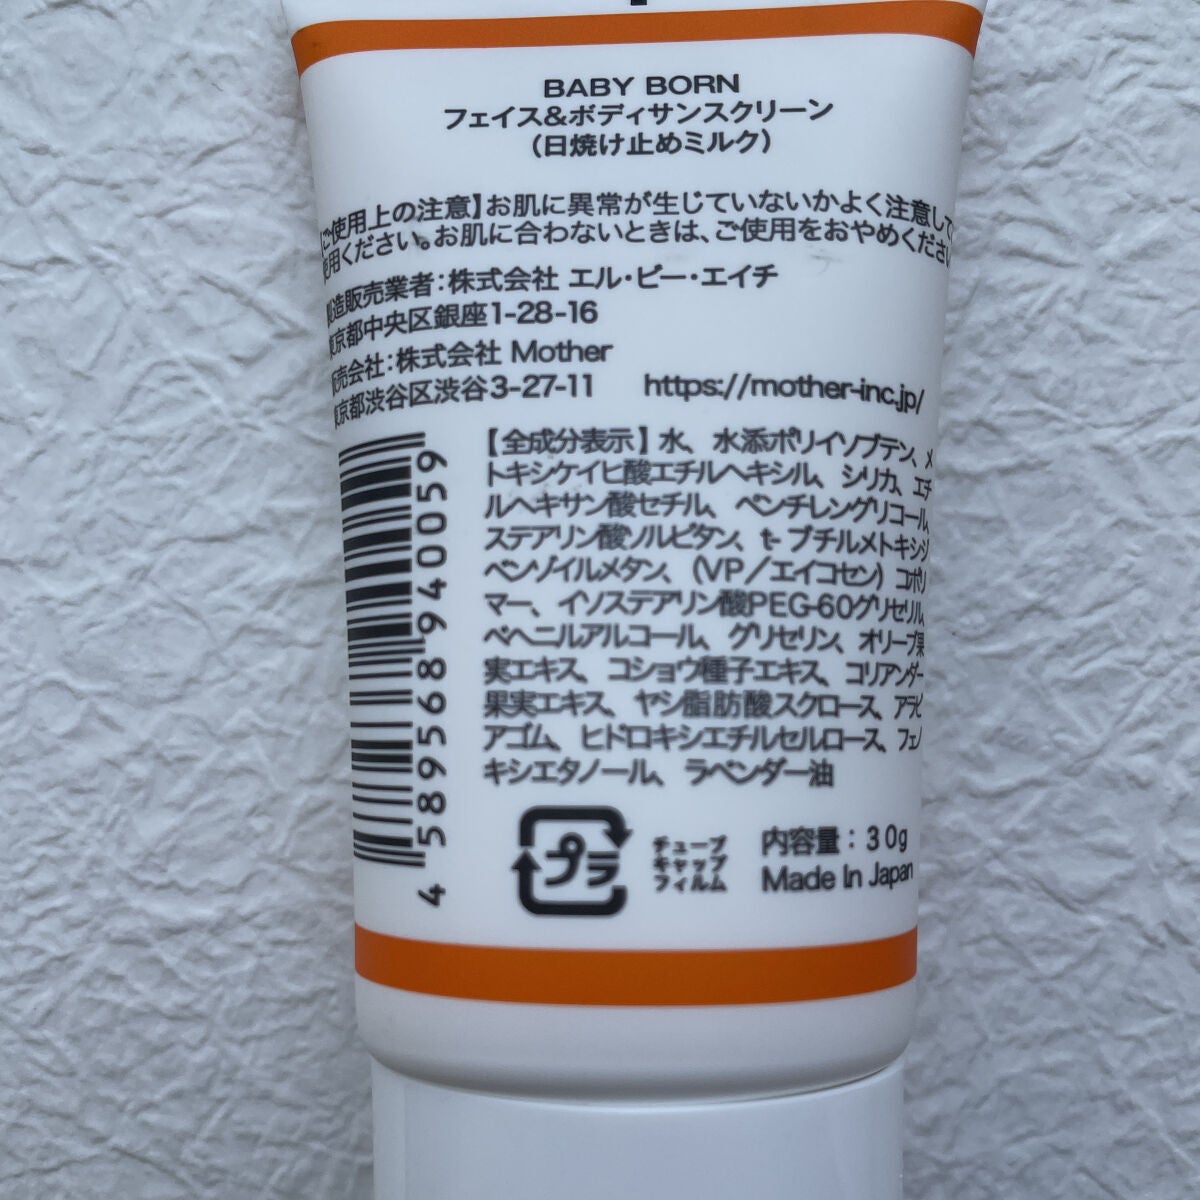 BABY BORN
フェイス&ボディサンスクリーン
(日焼け止めミルク)
ご使用上の注意】お肌に異常が生じていないかよく注意して
使用ください。お肌に合わないときは、ご使用をおやめください
製造販売業者：株式会社 エル・ビー・エイチ
東京都中央区銀座1-28-16
販売会社：株式会社 Mother
東京都渋谷区渋谷3-27-11 https://mother-inc.jp/
【全成分表示】水、水添ポリイソブテン、メ
トキシケイヒ酸エチルヘキシル、シリカ、エチ
ルヘキサン酸セチル、ペンチレングリコール、
ステアリン酸ソルビタン、t-ブチルメトキシジ
ベンゾイルメタン、(VP/エイコセン)コポリ
マー、イソステアリン酸PEG-60グリセリル、
ベヘニルアルコール、グリセリン、オリーブ果
実エキス、コショウ種子エキス、コリアンダー
果実エキス、ヤシ脂肪酸スクロース、アラビ
アゴム、ヒドロキシエチルセルロース、フェノ
キシエタノール、ラベンダー油
4589568940059
プラ
チューブ
キャップ
フィルム
内容量：30g
Made In Japan